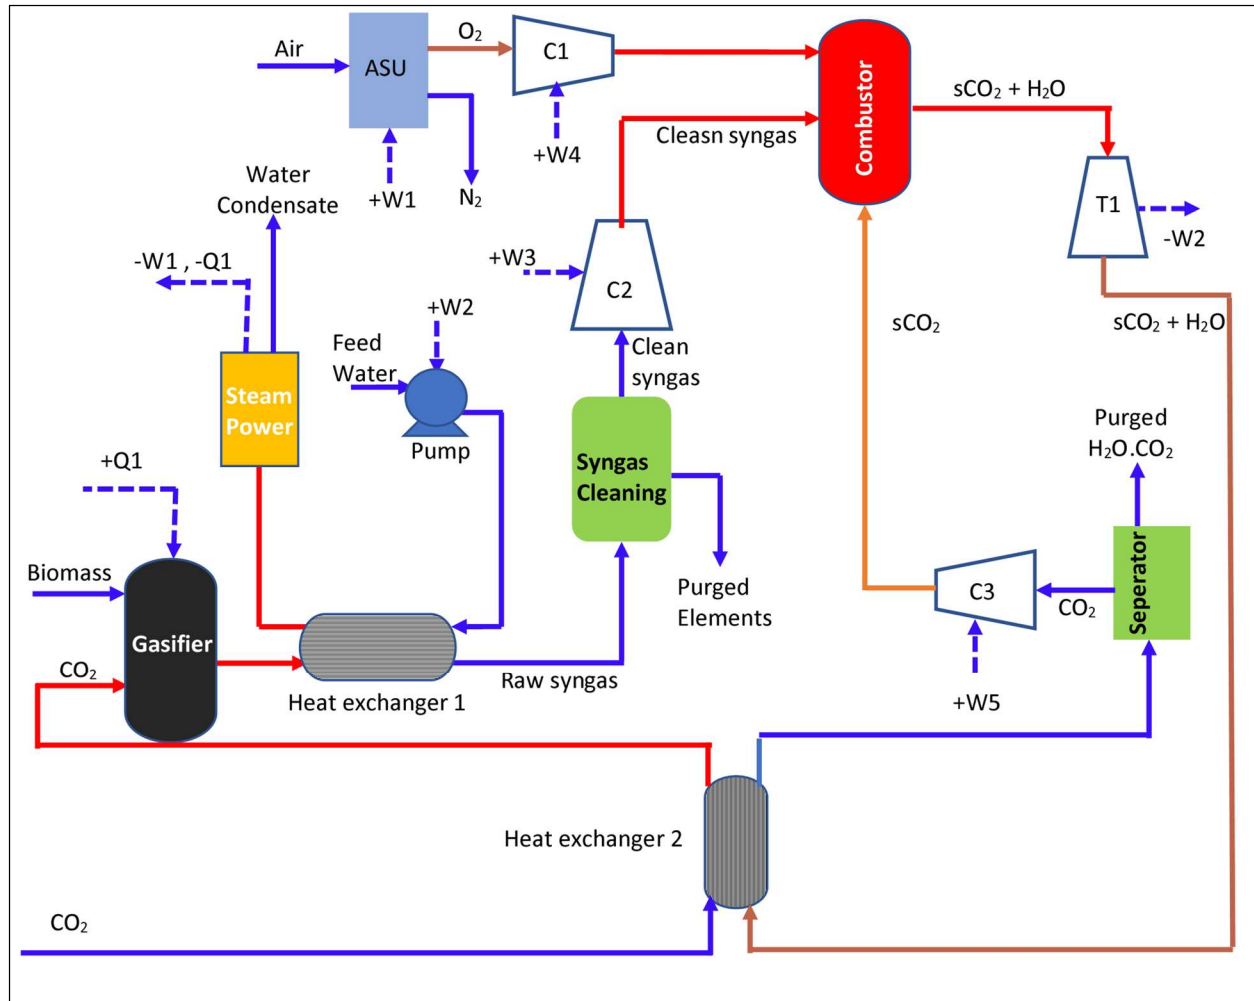 Air
ASU
O₂
C1
+W4
+W1
N₂
Cleasn syngas
Combustor
sCO₂ + H₂O
T1
-W2
sCO₂ + H₂O
Water
Condensate
-W1 , -Q1
+W3
C2
+W2
Feed
Water
Pump
Clean
syngas
sCO₂
Steam
Power
Syngas
Cleaning
Purged
Elements
Purged
H₂O.CO₂
Seperator
C3
CO₂
+W5
+Q1
Biomass
Gasifier
CO₂
Heat exchanger 1
Raw syngas
Heat exchanger 2
CO₂